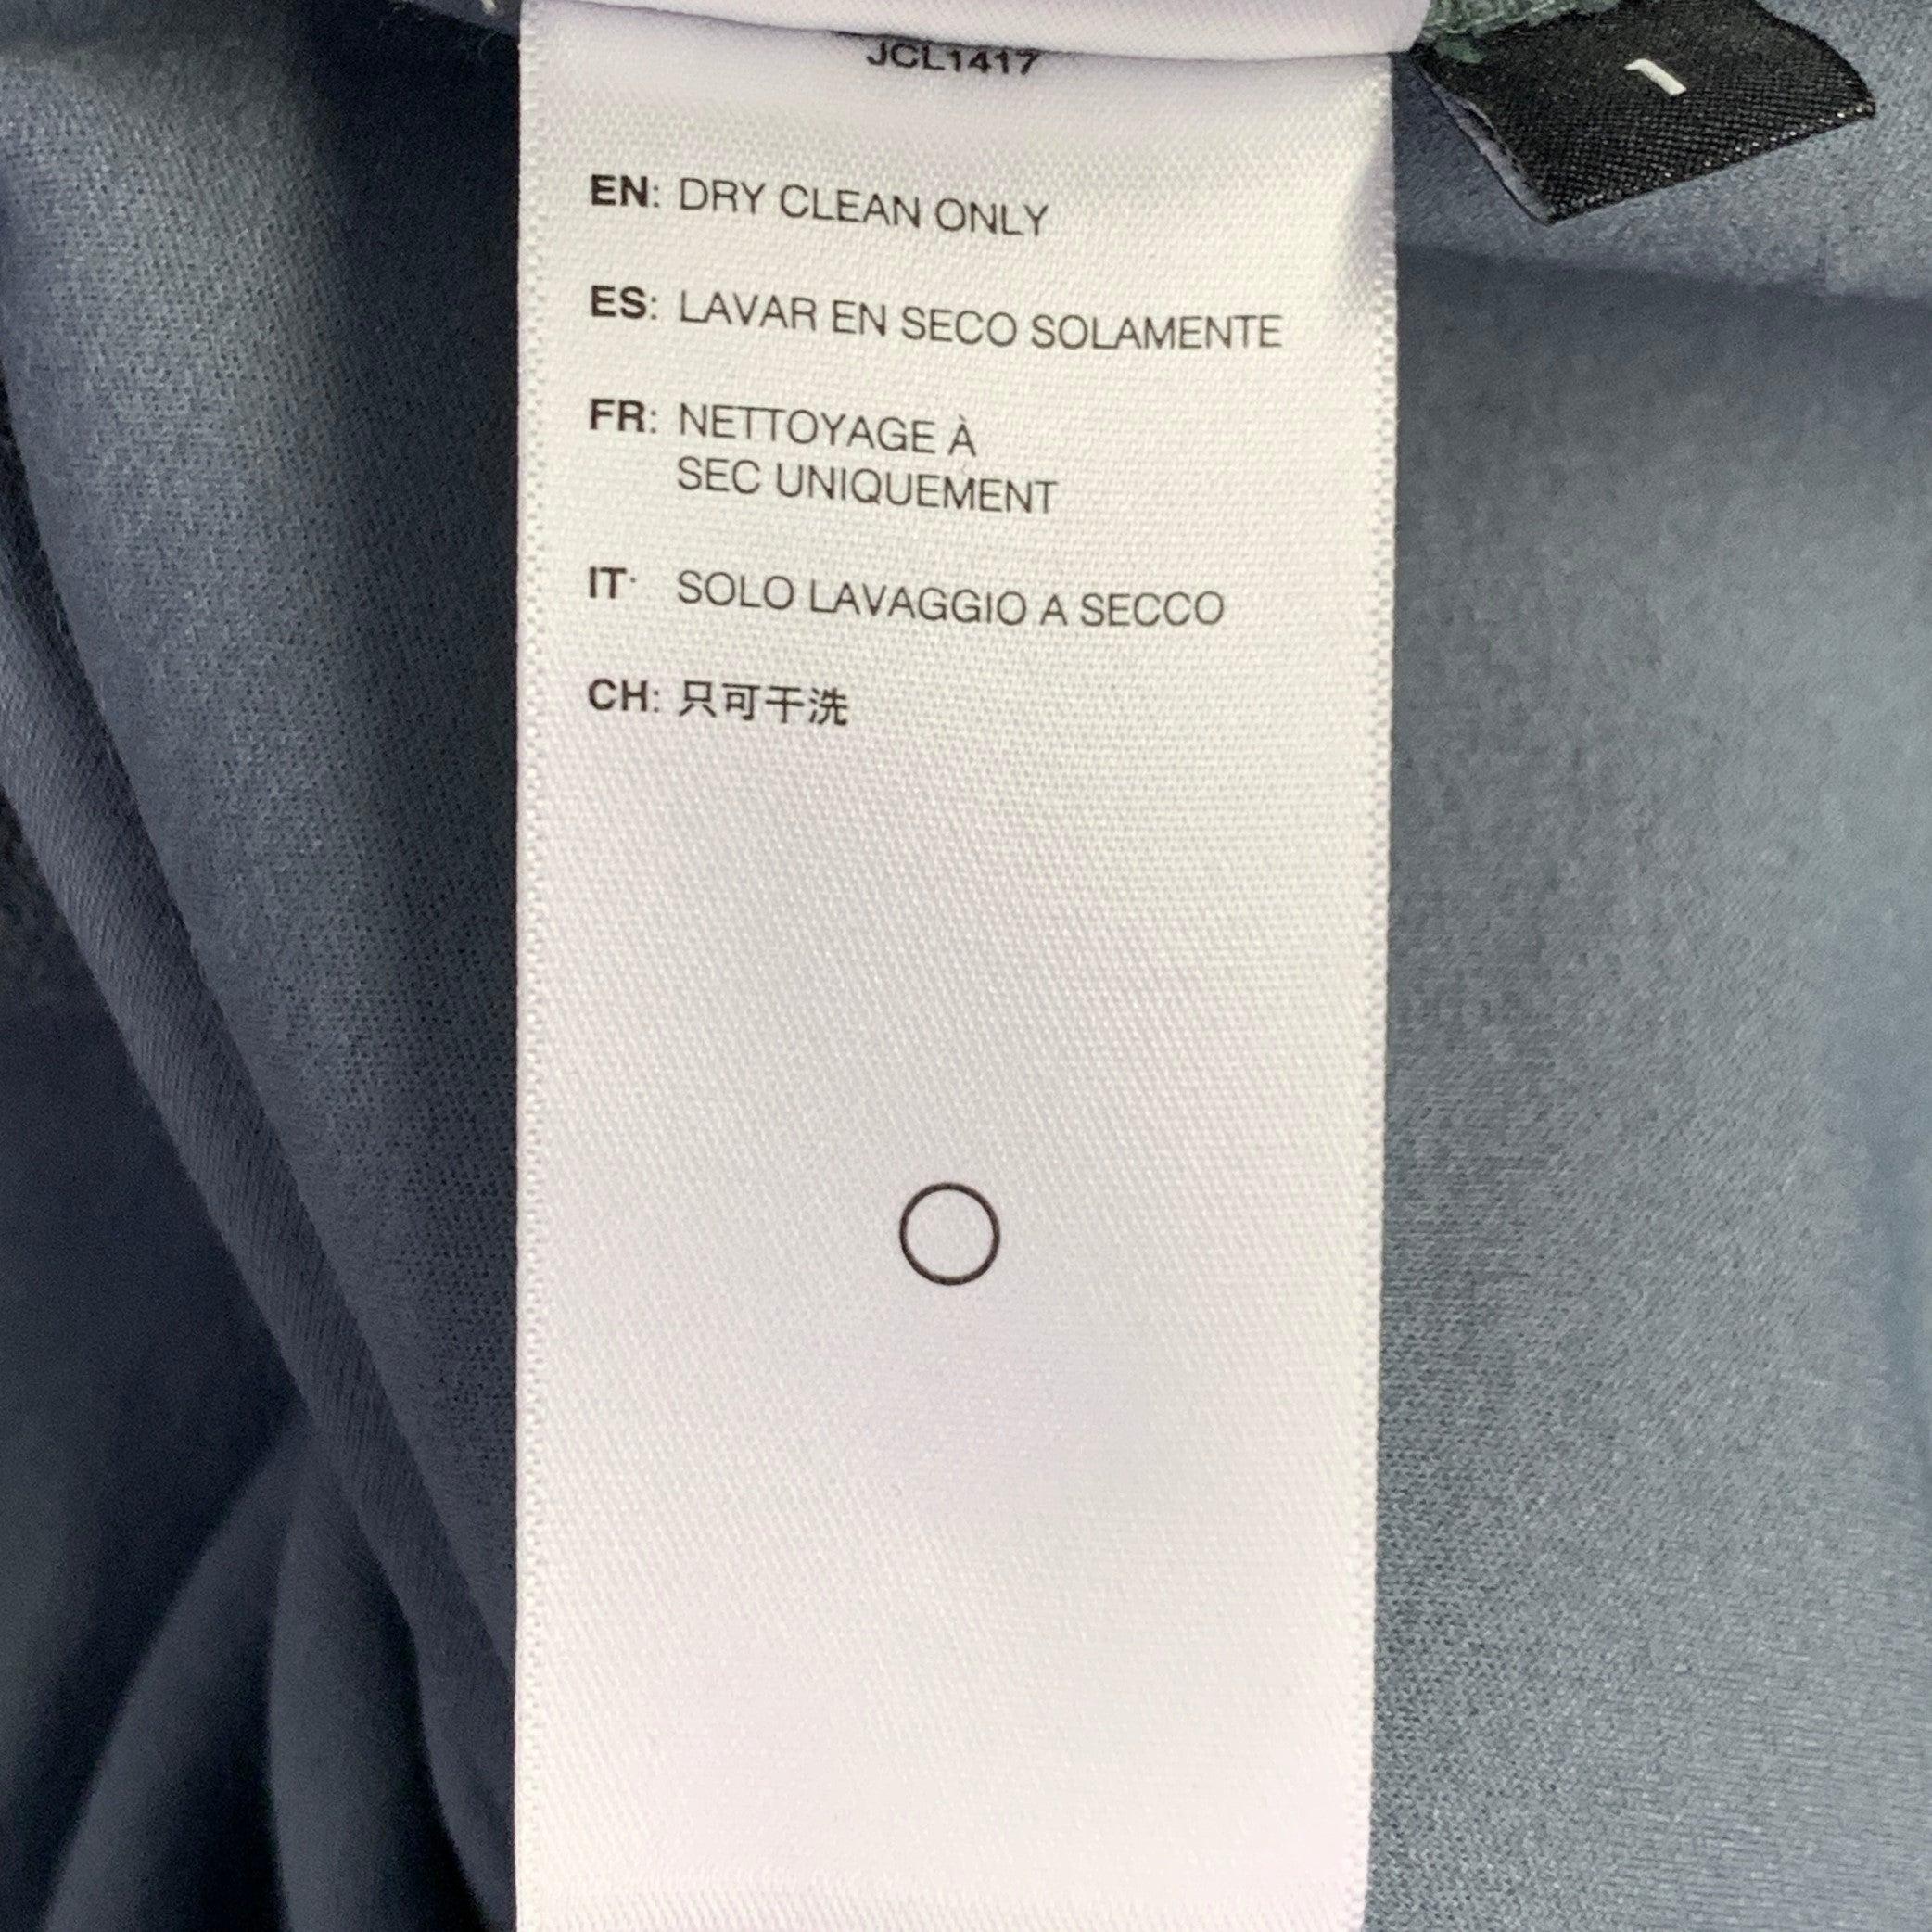 JCL1417
EN: DRY CLEAN ONLY
ES: LAVAR EN SECO SOLAMENTE
FR: NETTOYAGE À
SEC UNIQUEMENT
IT: SOLO LAVAGGIO A SECCO
CH: 只可干洗